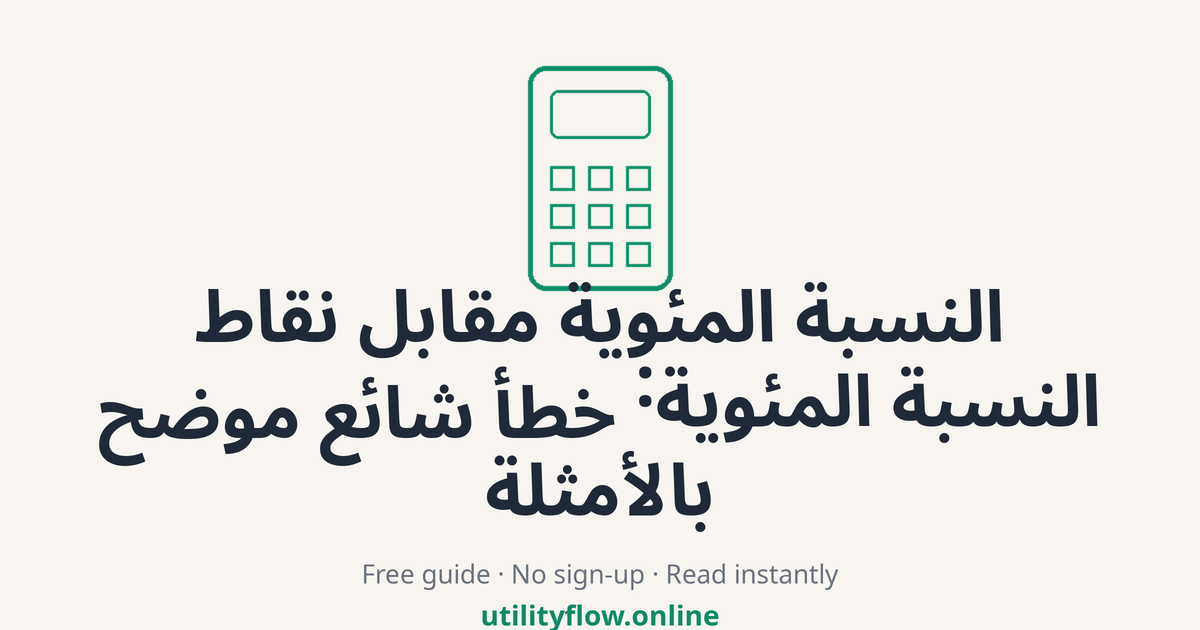 النسبة المئوية مقابل نقاط
النسبة المئوية: خطأ شائع موضح
بالأمثلة
Free guide · No sign-up · Read instantly
utilityflow.online